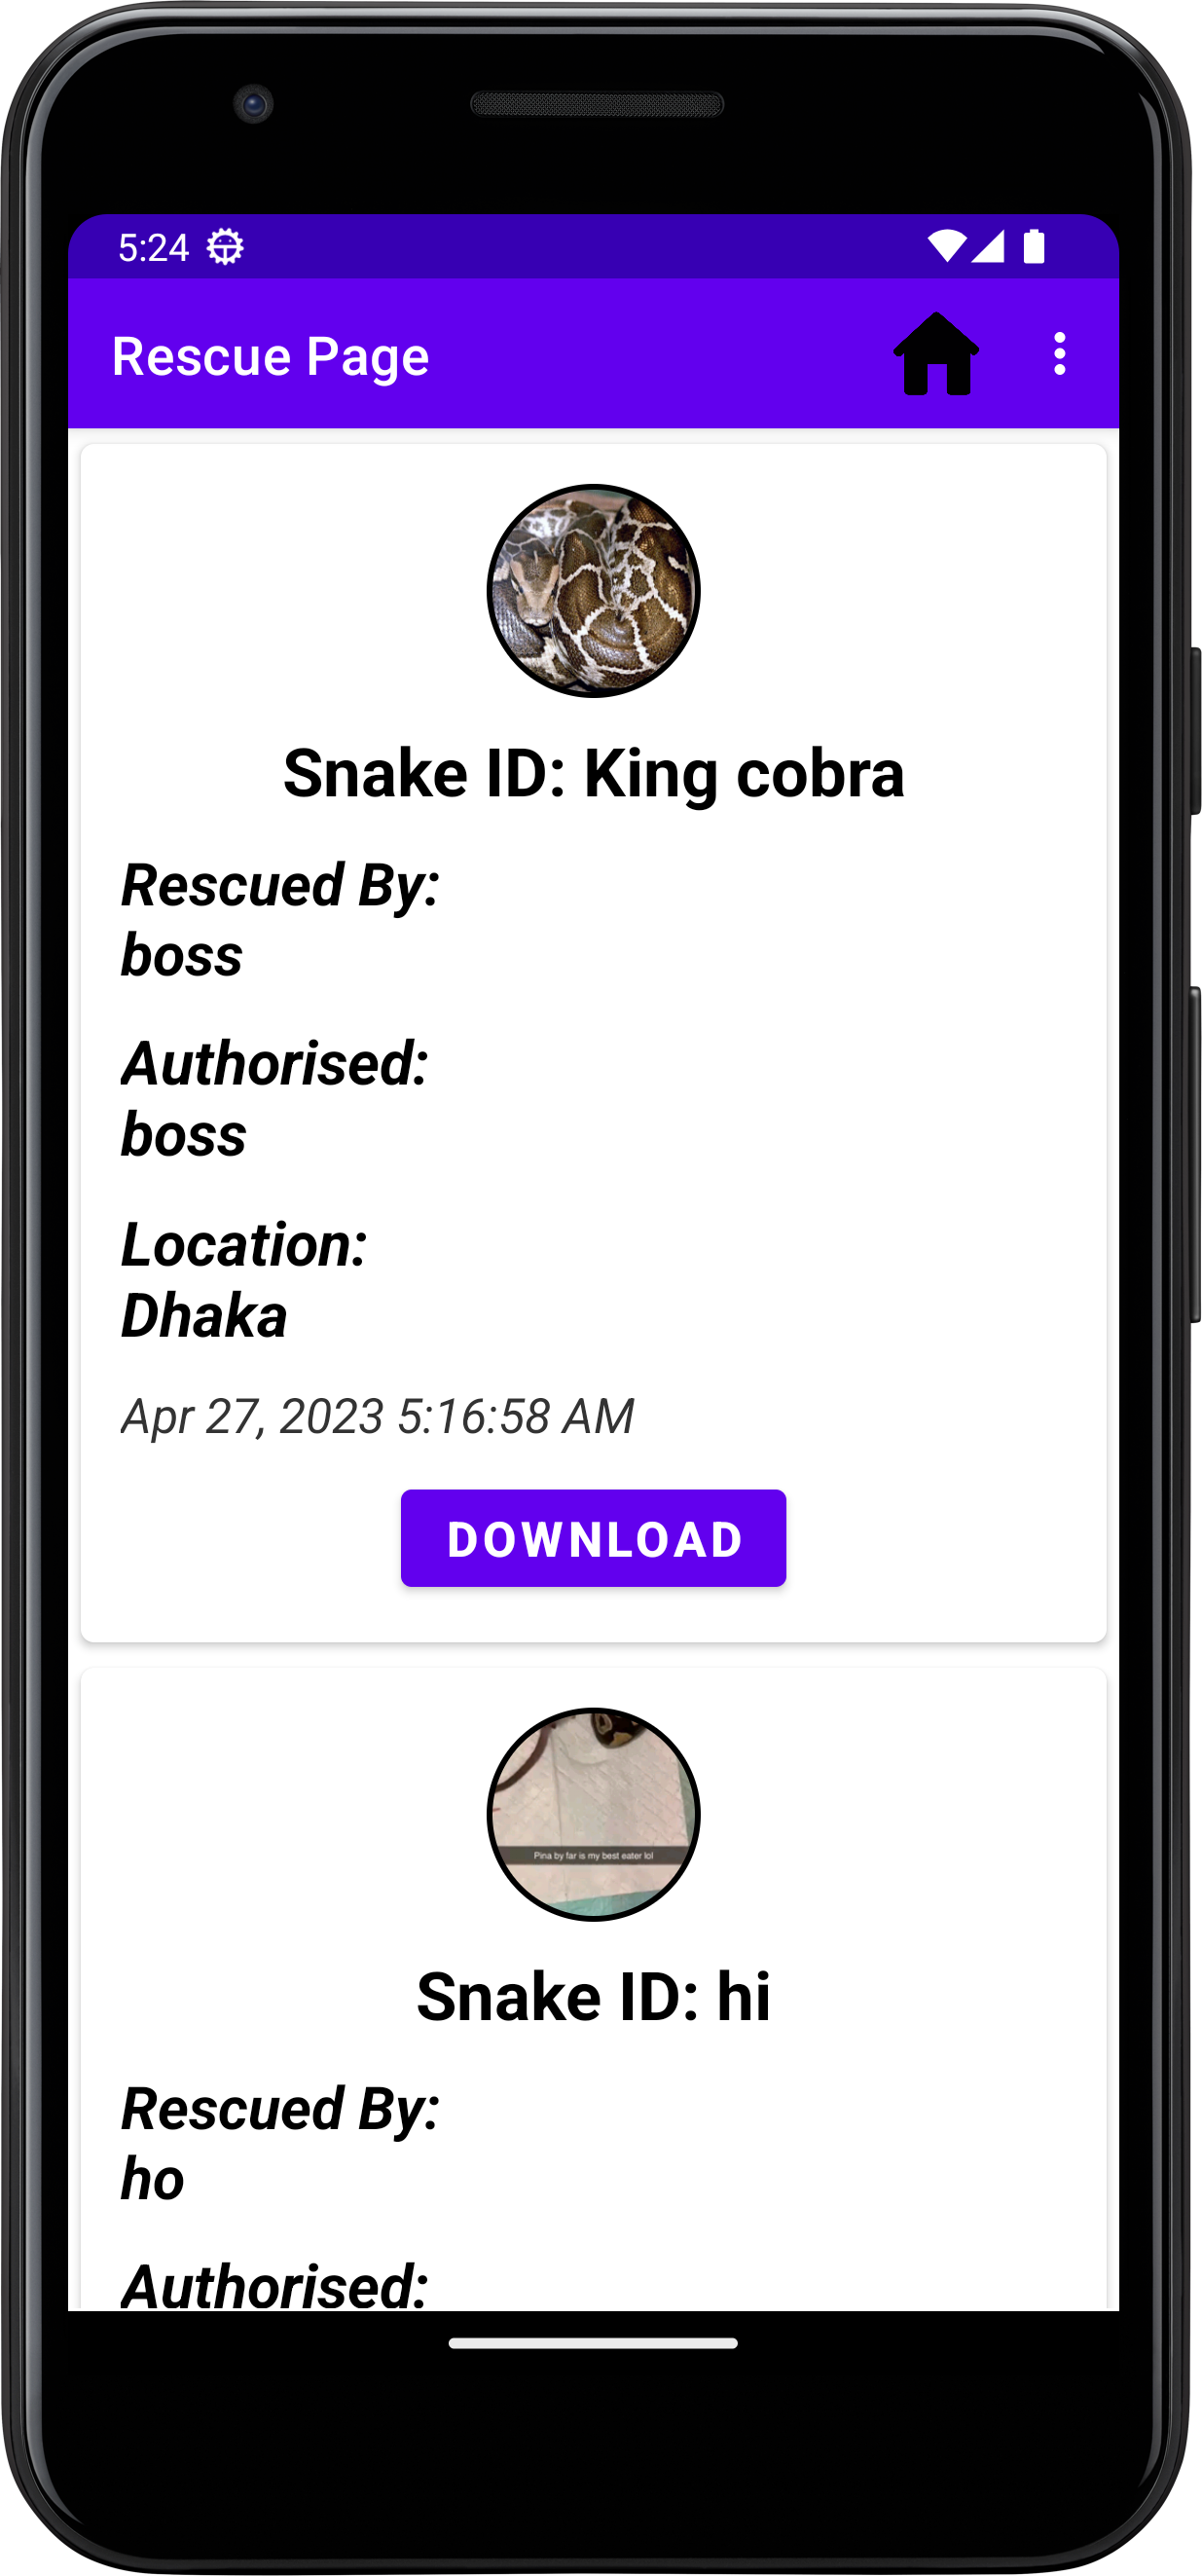 5:24
Rescue Page
Snake ID: King cobra
Rescued By:
boss
Authorised:
boss
Location:
Dhaka
Apr 27, 2023 5:16:58 AM
DOWNLOAD
Pina by far is my best eater lol
Snake ID: hi
Rescued By:
ho
Authorised: